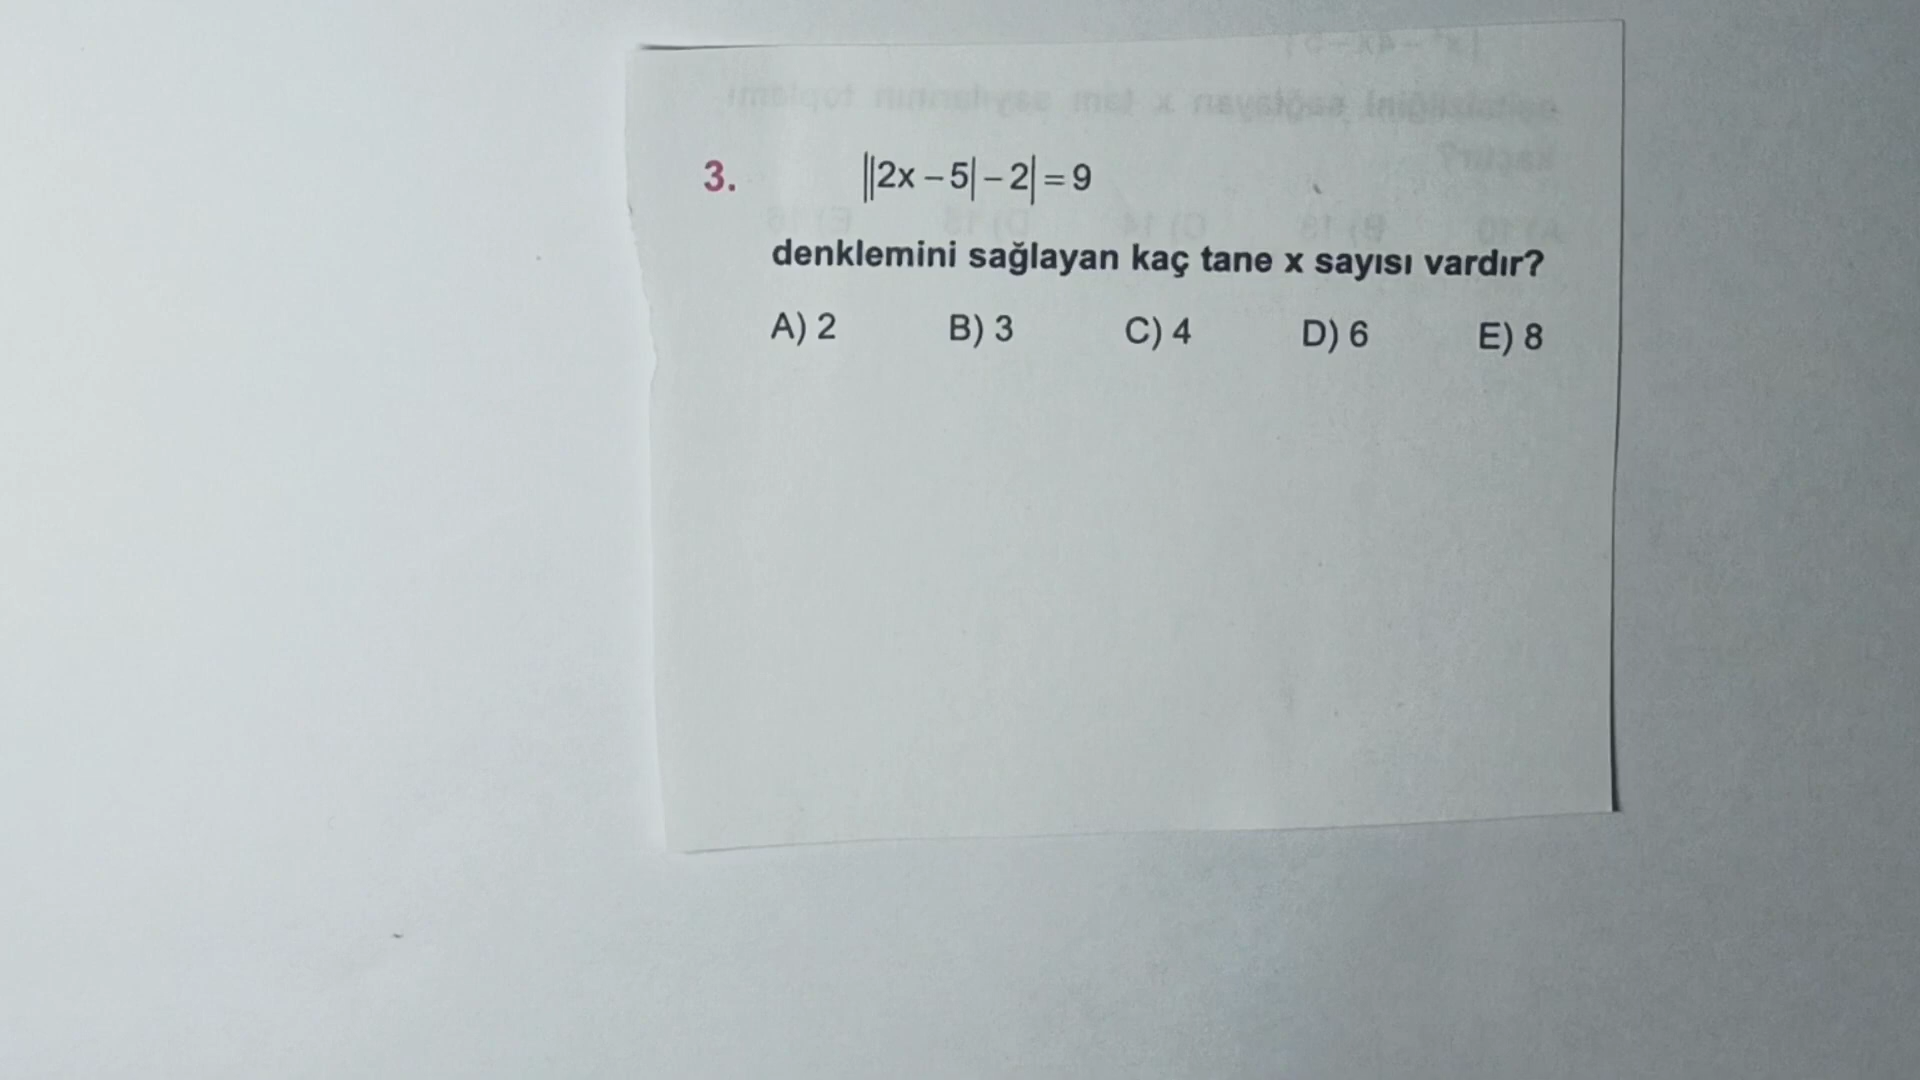 3. ||2x – 5| – 2| = 9
denklemini sağlayan kaç tane x sayısı vardır?
A) 2 B) 3 C) 4 D) 6 E) 8